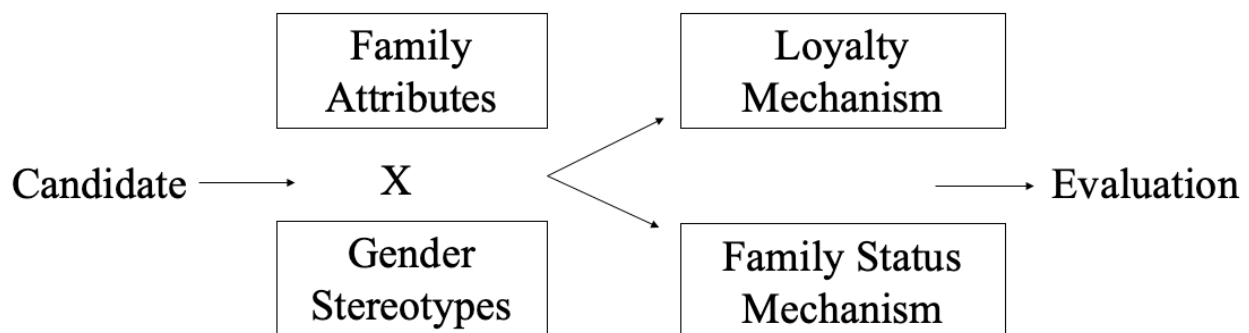 Family
Attributes
Loyalty
Mechanism
Candidate
X
Evaluation
Gender
Stereotypes
Family Status
Mechanism